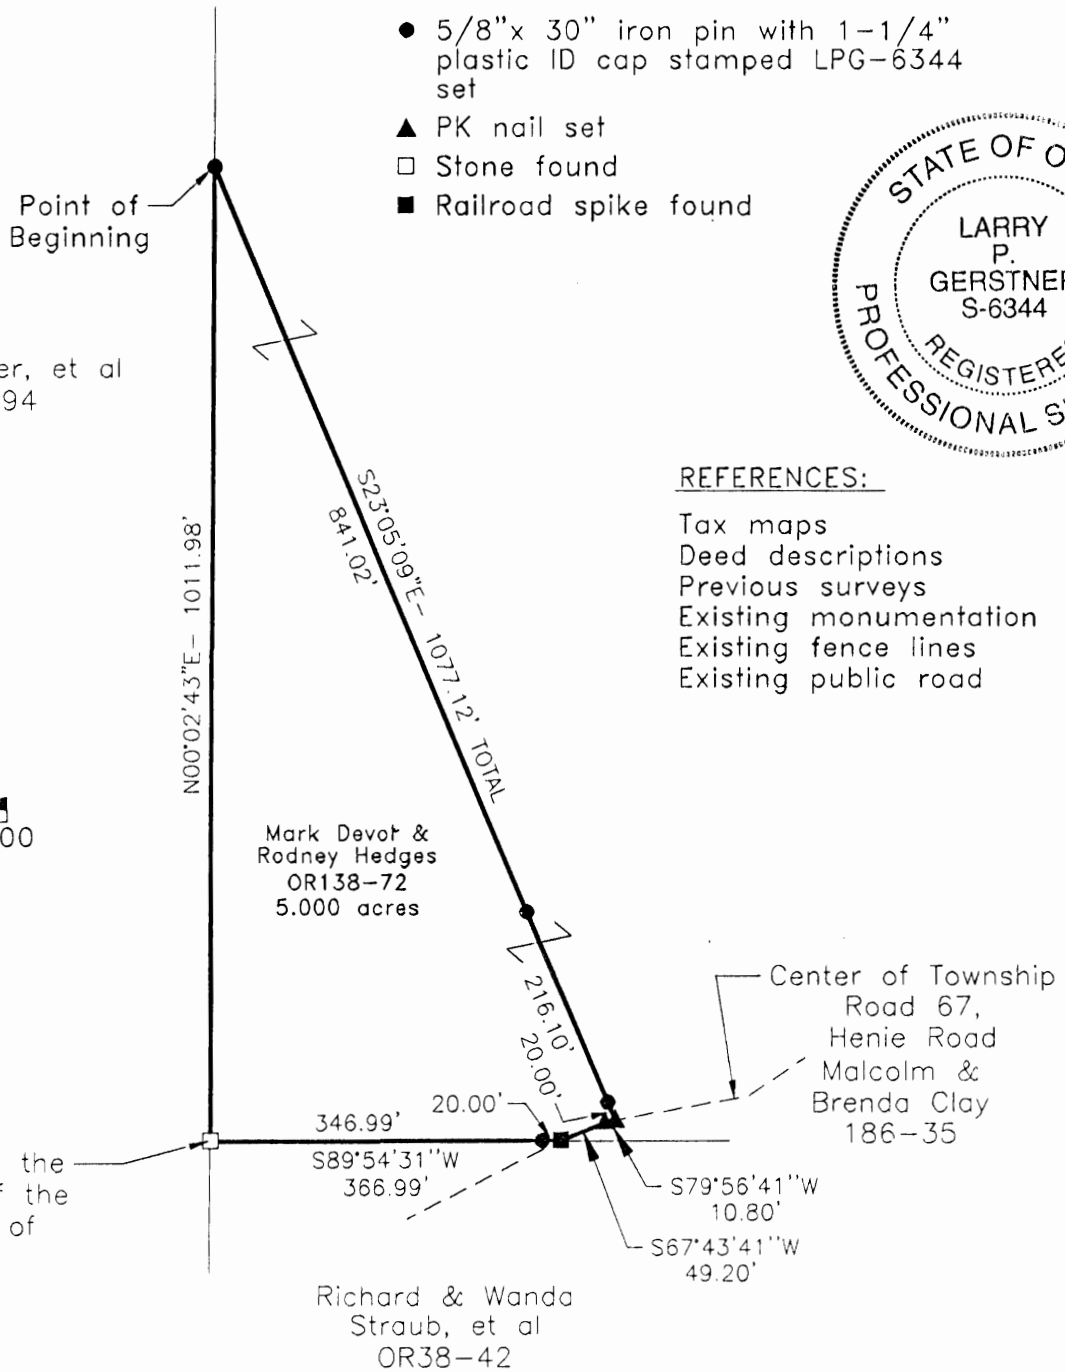 ● 5/8"x 30" iron pin with 1-1/4"
plastic ID cap stamped LPG-6344
set
▲ PK nail set
□ Stone found
■ Railroad spike found
STATE OF O
LARRY
P.
GERSTNER
S-6344
REGISTERE
PROFESSIONAL S
Point of
Beginning
er, et al
94
REFERENCES:
Tax maps
Deed descriptions
Previous surveys
Existing monumentation
Existing fence lines
Existing public road
N00°02'43"E- 1011.98'
S23°05'09"E- 1077.12' TOTAL
841.02'
00
Mark Devot &
Rodney Hedges
OR138-72
5.000 acres
216.10'
20.00'
Center of Township
Road 67,
Henie Road
Malcolm &
Brenda Clay
186-35
20.00'
346.99'
S89°54'31"W
366.99'
the
f the
of
S79°56'41"W
10.80'
S67°43'41"W
49.20'
Richard & Wanda
Straub, et al
OR38-42